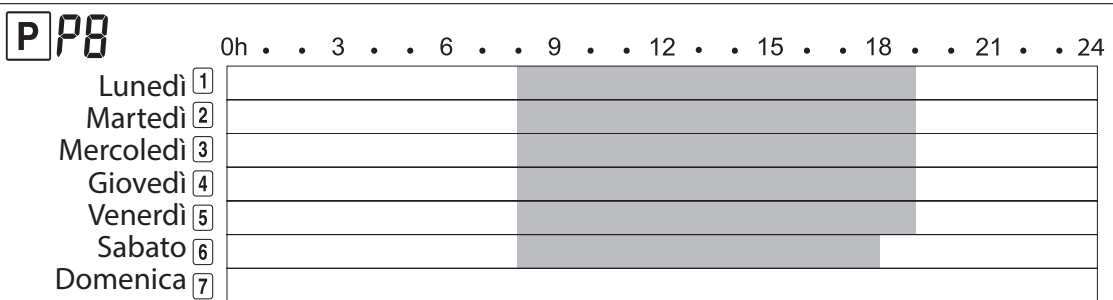 P P8
0h . . 3 . . 6 . . 9 . . 12 . . 15 . . 18 . . 21 . . 24
Lunedì 1
Martedì 2
Mercoledì 3
Giovedì 4
Venerdì 5
Sabato 6
Domenica 7